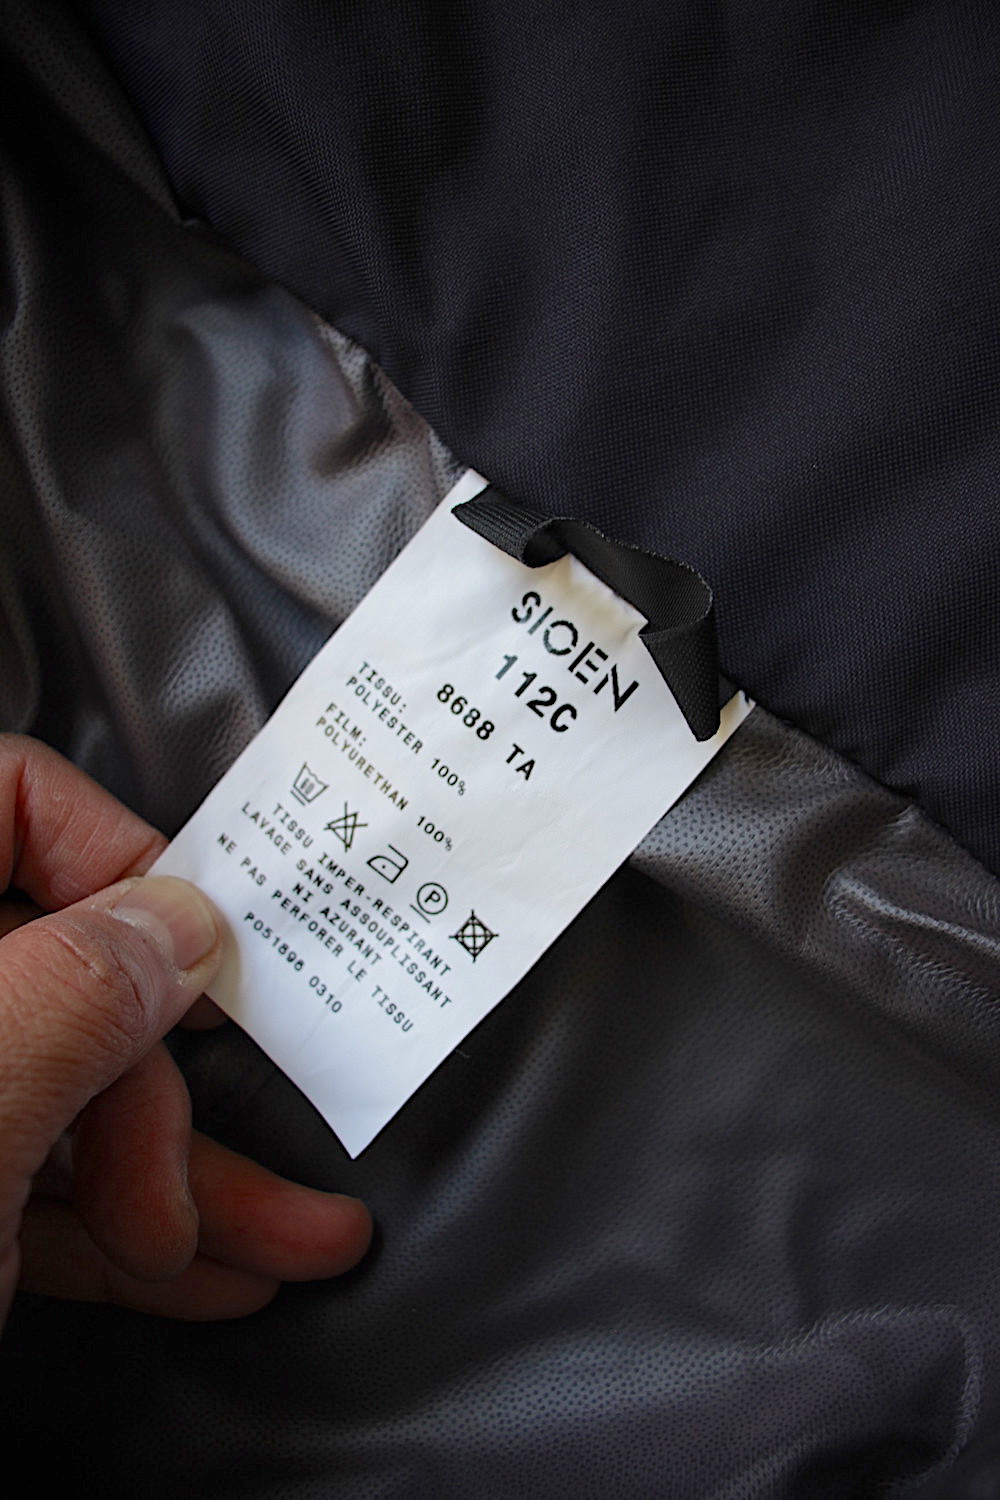 SIOEN
112C
8688 TA
TISSU:
POLYESTER 100%
FILM:
POLYURETHAN 100%
P
TISSU IMPER-RESPIRANT
LAVAGE SANS ASSOUPLISSANT
NI AZURANT
NE PAS PERFORER LE TISSU
PO51896 0310